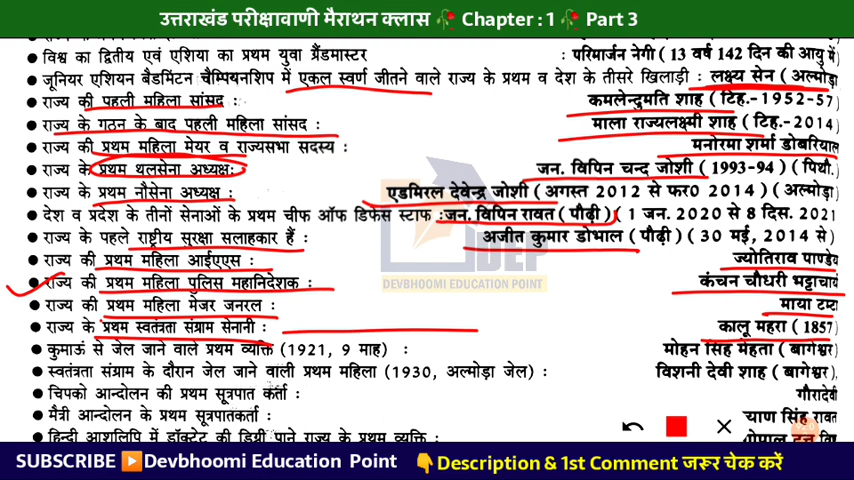 उत्तराखंड परीक्षावाणी मैराथन क्लास 🥀 Chapter : 1 🥀 Part 3
विश्व का द्वितीय एवं एशिया का प्रथम युवा ग्रैंडमास्टर : परिमार्जन नेगी (13 वर्ष 142 दिन की आयु में
जूनियर एशियन बैडमिंटन चैम्पियनशिप में एकल स्वर्ण जीतने वाले राज्य के प्रथम व देश के तीसरे खिलाड़ी : लक्ष्य सेन (अल्मोड़ा
राज्य की पहली महिला सांसद : कमलेन्दुमति शाह (टिह.-1952-57)
राज्य के गठन के बाद पहली महिला सांसद : माला राज्यलक्ष्मी शाह (टिह.-2014)
राज्य की प्रथम महिला मेयर व राज्यसभा सदस्य : मनोरमा शर्मा डोबरियाल
राज्य के प्रथम थलसेना अध्यक्ष: जन. विपिन चन्द जोशी (1993-94) (पिथौ.
राज्य के प्रथम नौसेना अध्यक्ष : एडमिरल देवेन्द्र जोशी (अगस्त 2012 से फर0 2014) (अल्मोड़ा)
देश व प्रदेश के तीनों सेनाओं के प्रथम चीफ ऑफ डिफेंस स्टाफ : जन. विपिन रावत (पौढ़ी) (1 जन. 2020 से 8 दिस. 2021
राज्य के पहले राष्ट्रीय सुरक्षा सलाहकार हैं : अजीत कुमार डोभाल (पौढ़ी) (30 मई, 2014 से)
राज्य की प्रथम महिला आईएएस : ज्योतिराव पाण्डेय
राज्य की प्रथम महिला पुलिस महानिदेशक : कंचन चौधरी भट्टाचार्य
राज्य की प्रथम महिला मेजर जनरल : माया टम्टा
राज्य के प्रथम स्वतंत्रता संग्राम सेनानी : कालू महरा (1857)
कुमाऊं से जेल जाने वाले प्रथम व्यक्ति (1921, 9 माह) : मोहन सिंह मेहता (बागेश्वर)
स्वतंत्रता संग्राम के दौरान जेल जाने वाली प्रथम महिला (1930, अल्मोड़ा जेल) : विशनी देवी शाह (बागेश्वर),
चिपको आन्दोलन की प्रथम सूत्रपात कर्ता : गौरादेवी
मैत्री आन्दोलन के प्रथम सूत्रपातकर्ता : सिंह रावत
हिन्दी आशुलिपि में डॉक्टेट की डिग्री पाने राज्य के प्रथम व्यक्ति : दत्त
DEP
DEVBHOOMI EDUCATION POINT
SUBSCRIBE ▶️Devbhoomi Education Point 👇Description & 1st Comment जरूर चेक करें